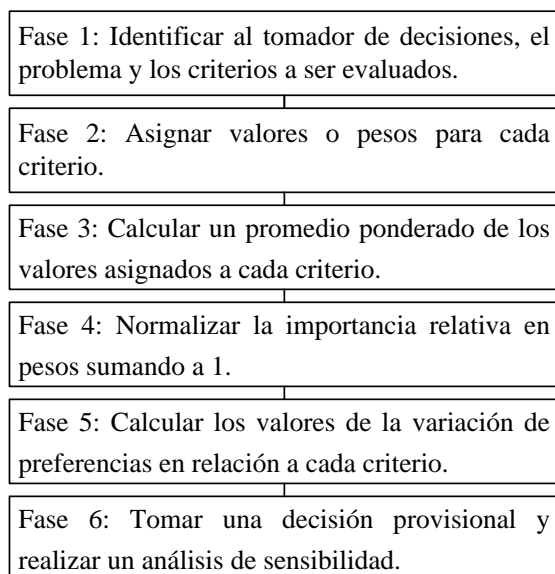 Fase 1: Identificar al tomador de decisiones, el
problema y los criterios a ser evaluados.
Fase 2: Asignar valores o pesos para cada
criterio.
Fase 3: Calcular un promedio ponderado de los
valores asignados a cada criterio.
Fase 4: Normalizar la importancia relativa en
pesos sumando a 1.
Fase 5: Calcular los valores de la variación de
preferencias en relación a cada criterio.
Fase 6: Tomar una decisión provisional y
realizar un análisis de sensibilidad.